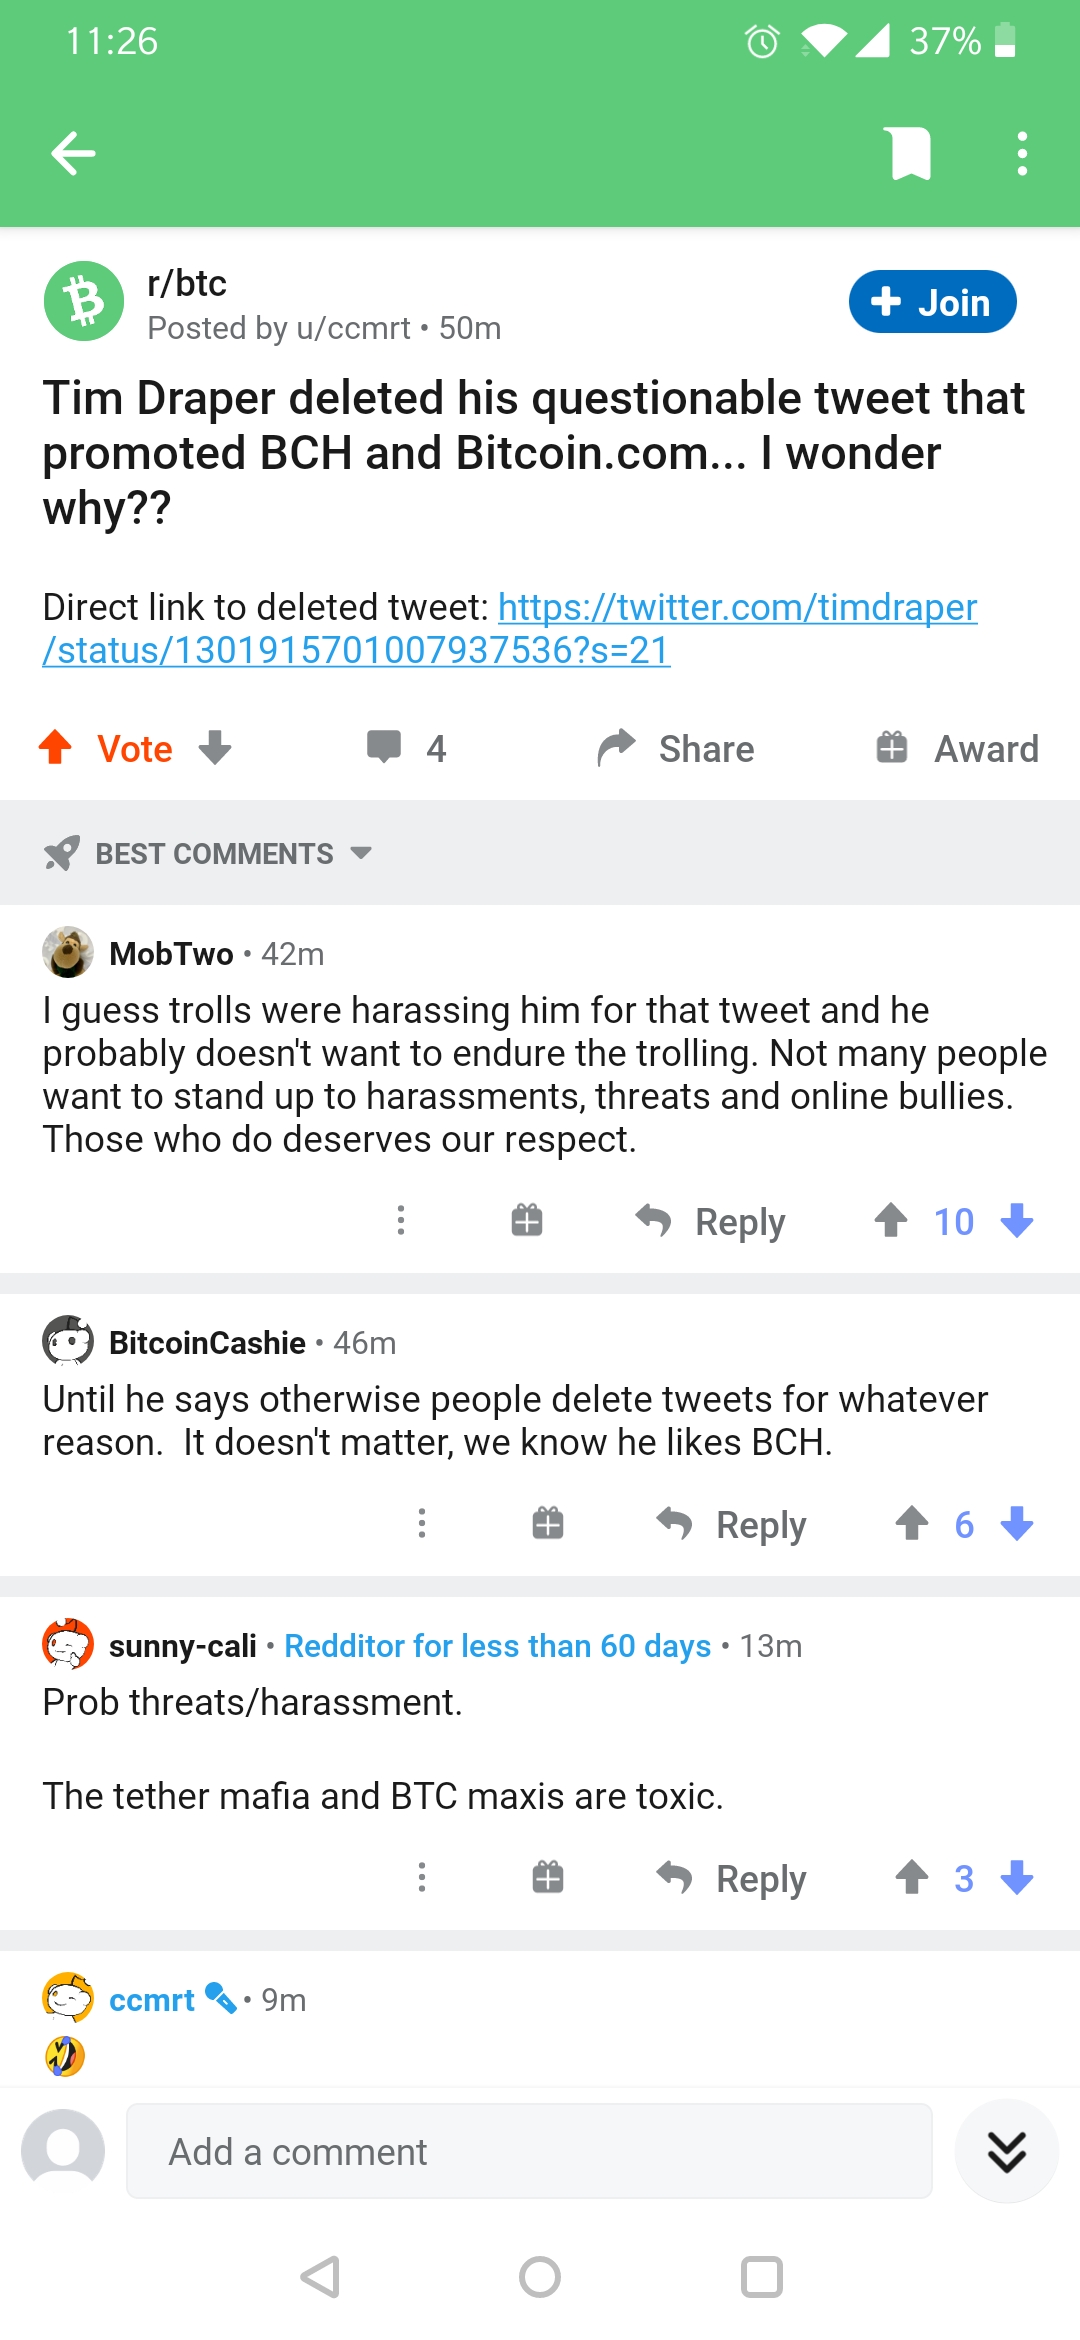 11:26
37%
r/btc
Posted by u/ccmrt • 50m
Join
Tim Draper deleted his questionable tweet that
promoted BCH and Bitcoin.com... I wonder
why??
Direct link to deleted tweet: https://twitter.com/timdraper
/status/1301915701007937536?s=21
Vote
4
Share
Award
BEST COMMENTS
MobTwo • 42m
I guess trolls were harassing him for that tweet and he
probably doesn't want to endure the trolling. Not many people
want to stand up to harassments, threats and online bullies.
Those who do deserves our respect.
Reply
10
BitcoinCashie • 46m
Until he says otherwise people delete tweets for whatever
reason.  It doesn't matter, we know he likes BCH.
Reply
6
sunny-cali • Redditor for less than 60 days • 13m
Prob threats/harassment.
The tether mafia and BTC maxis are toxic.
Reply
3
ccmrt • 9m
🤣
Add a comment